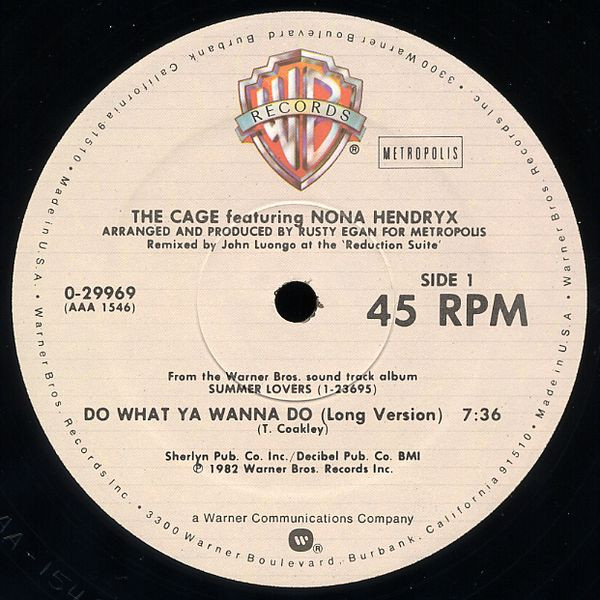 3300 Warner Boulevard, Burbank, California 91510 • Made in U.S.A. • Warner Bros. Records Inc. • 3300 Warner Boulevard, Burbank, California 91510 • Made in U.S.A. • Warner Bros. Records Inc. •
WB
RECORDS
®
METROPOLIS
THE CAGE featuring NONA HENDRYX
ARRANGED AND PRODUCED BY RUSTY EGAN FOR METROPOLIS
Remixed by John Luongo at the 'Reduction Suite'
0-29969
(AAA 1546)
SIDE 1
45 RPM
From the Warner Bros. sound track album
SUMMER LOVERS (1-23695)
DO WHAT YA WANNA DO (Long Version) 7:36
(T. Coakley)
Sherlyn Pub. Co. Inc./Decibel Pub. Co. BMI
℗ 1982 Warner Bros. Records Inc.
a Warner Communications Company
W®